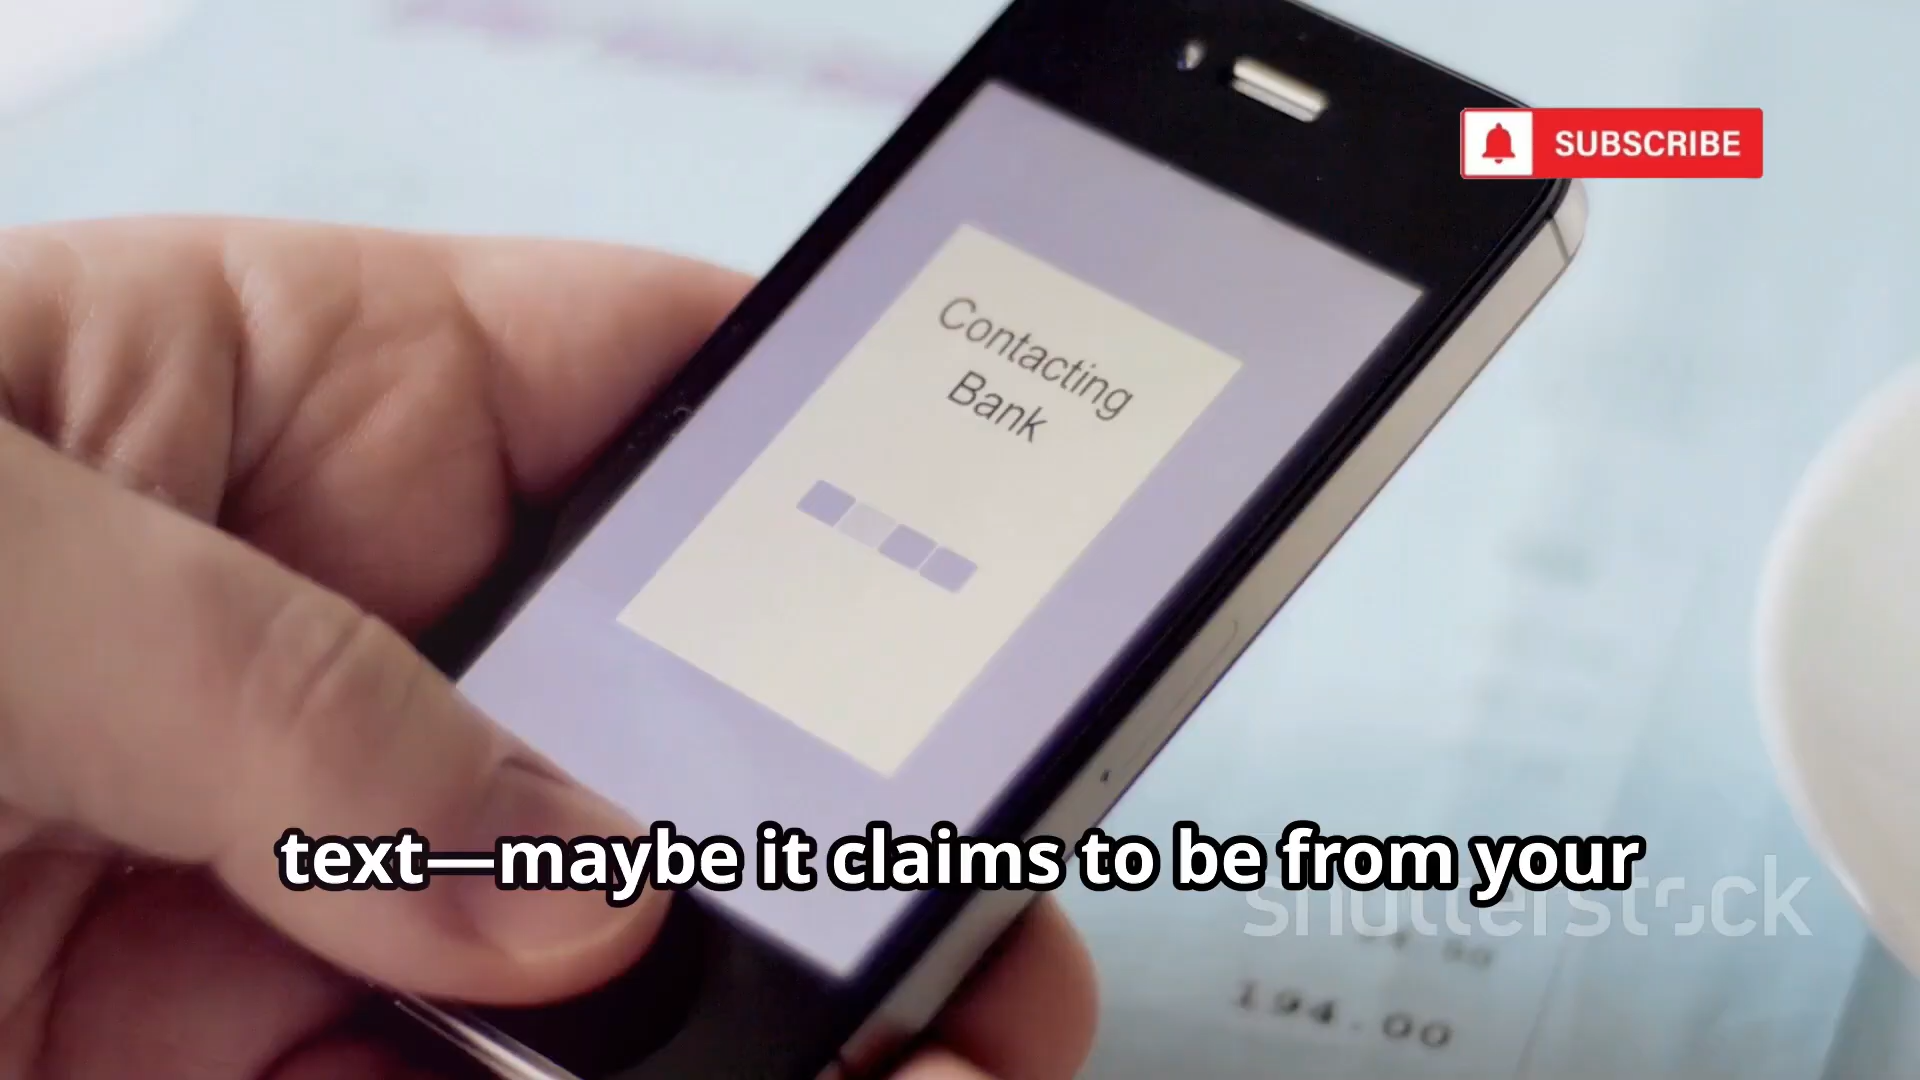 SUBSCRIBE
Contacting
Bank
text—maybe it claims to be from your
shutterstock
194.00